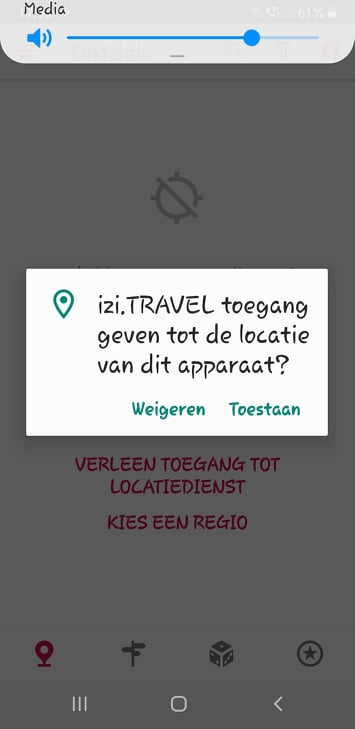 Media
61%
Ontdek
izi.TRAVEL toegang
geven tot de locatie
van dit apparaat?
Weigeren Toestaan
VERLEEN TOEGANG TOT
LOCATIEDIENST
KIES EEN REGIO